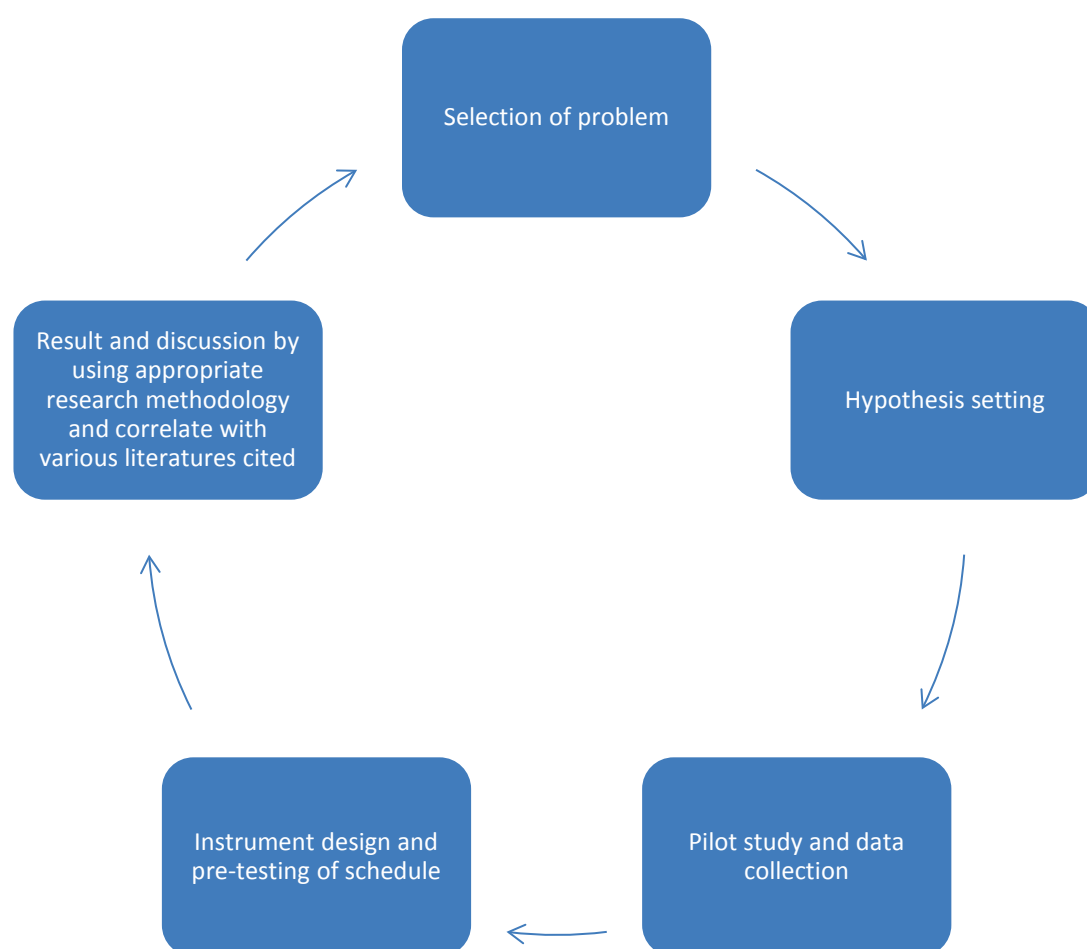 Selection of problem
Hypothesis setting
Pilot study and data
collection
Instrument design and
pre-testing of schedule
Result and discussion by
using appropriate
research methodology
and correlate with
various literatures cited